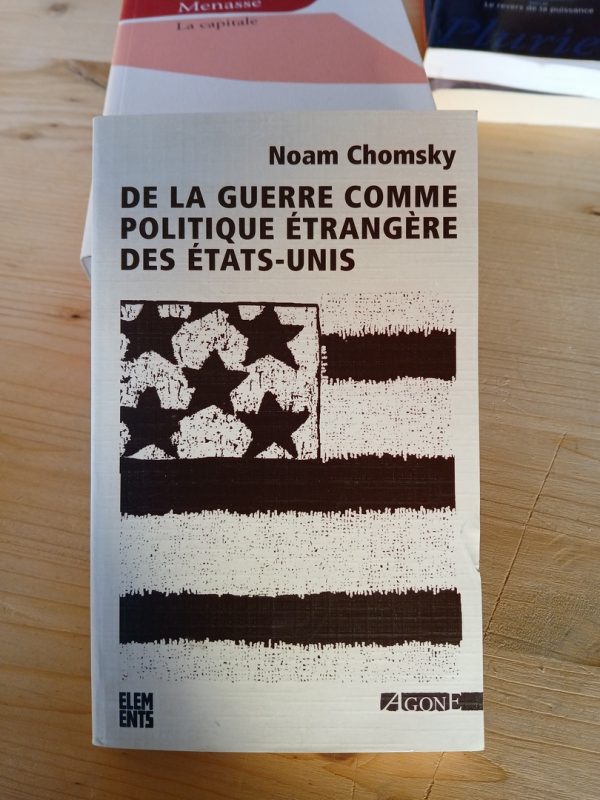 Menasse
La capitale
Le revers de la puissance
Pluriel
Noam Chomsky
DE LA GUERRE COMME
POLITIQUE ÉTRANGÈRE
DES ÉTATS-UNIS
ELEM
ENTS
AGONE